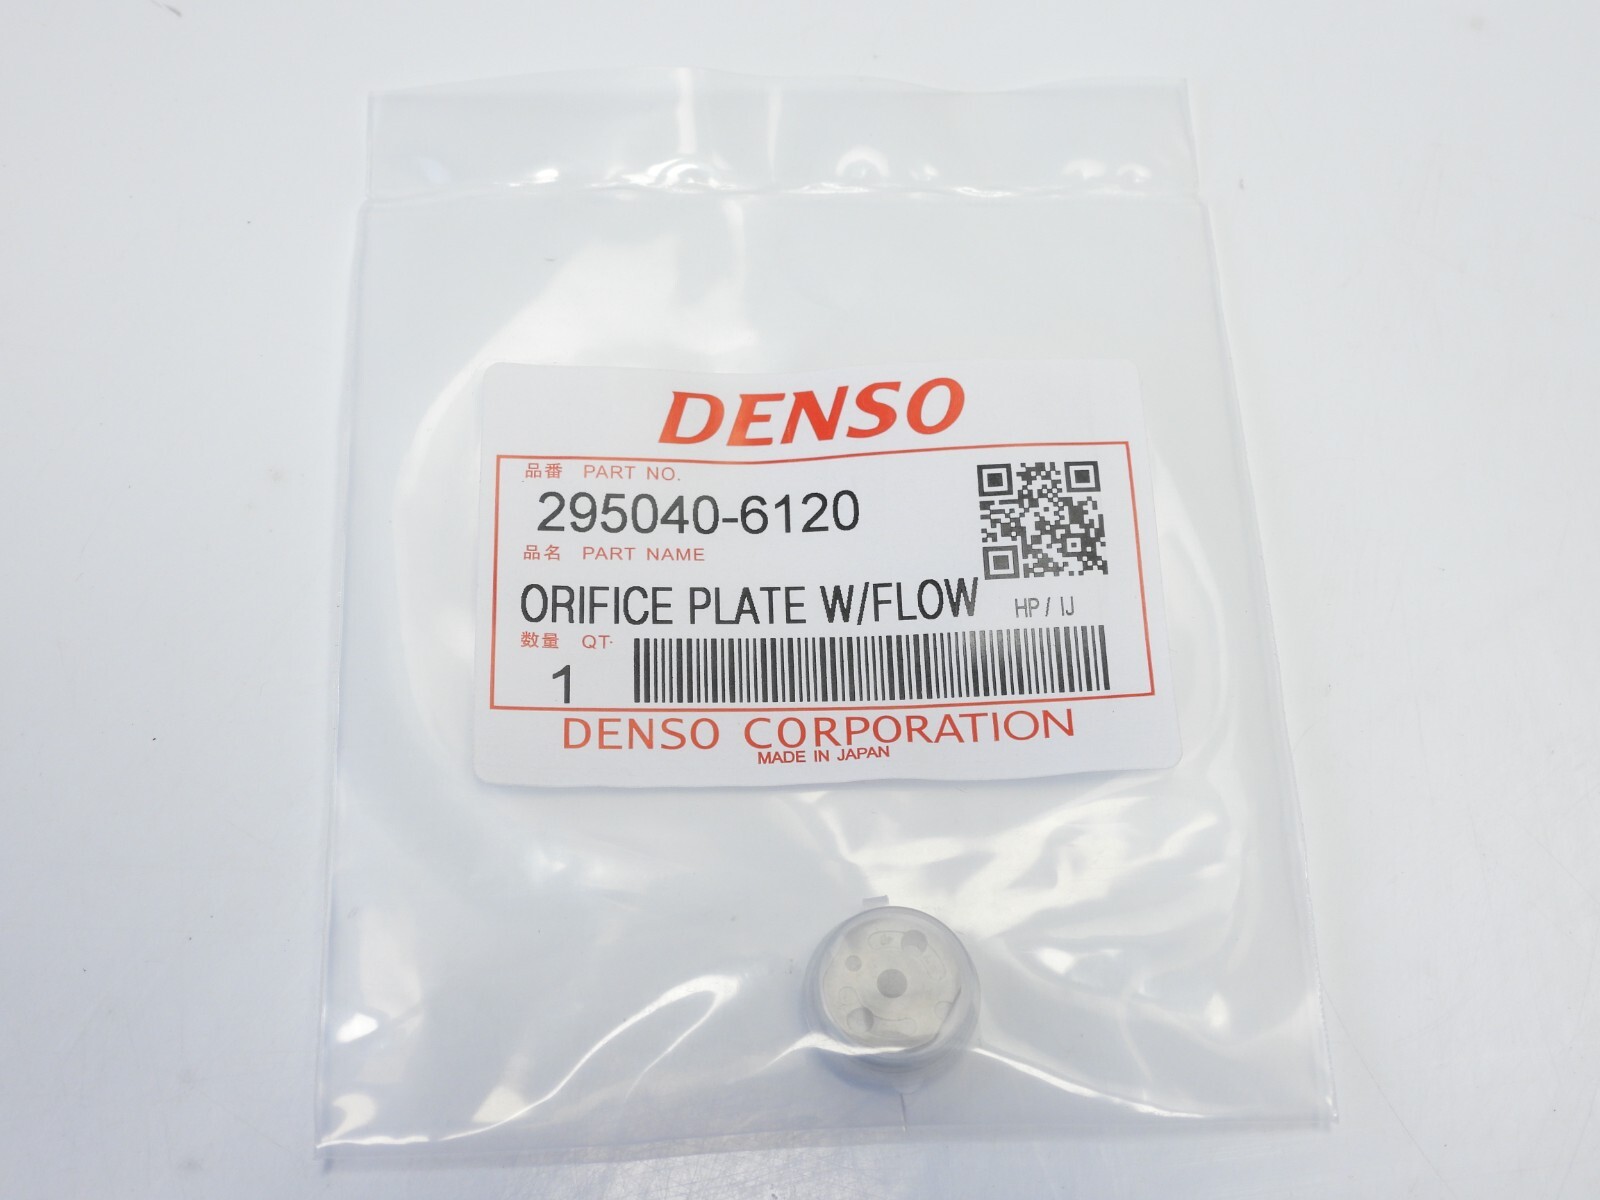 DENSO
品番 PART NO.
295040-6120
品名 PART NAME
ORIFICE PLATE W/FLOW HP / IJ
数量 QT.
1
DENSO CORPORATION
MADE IN JAPAN